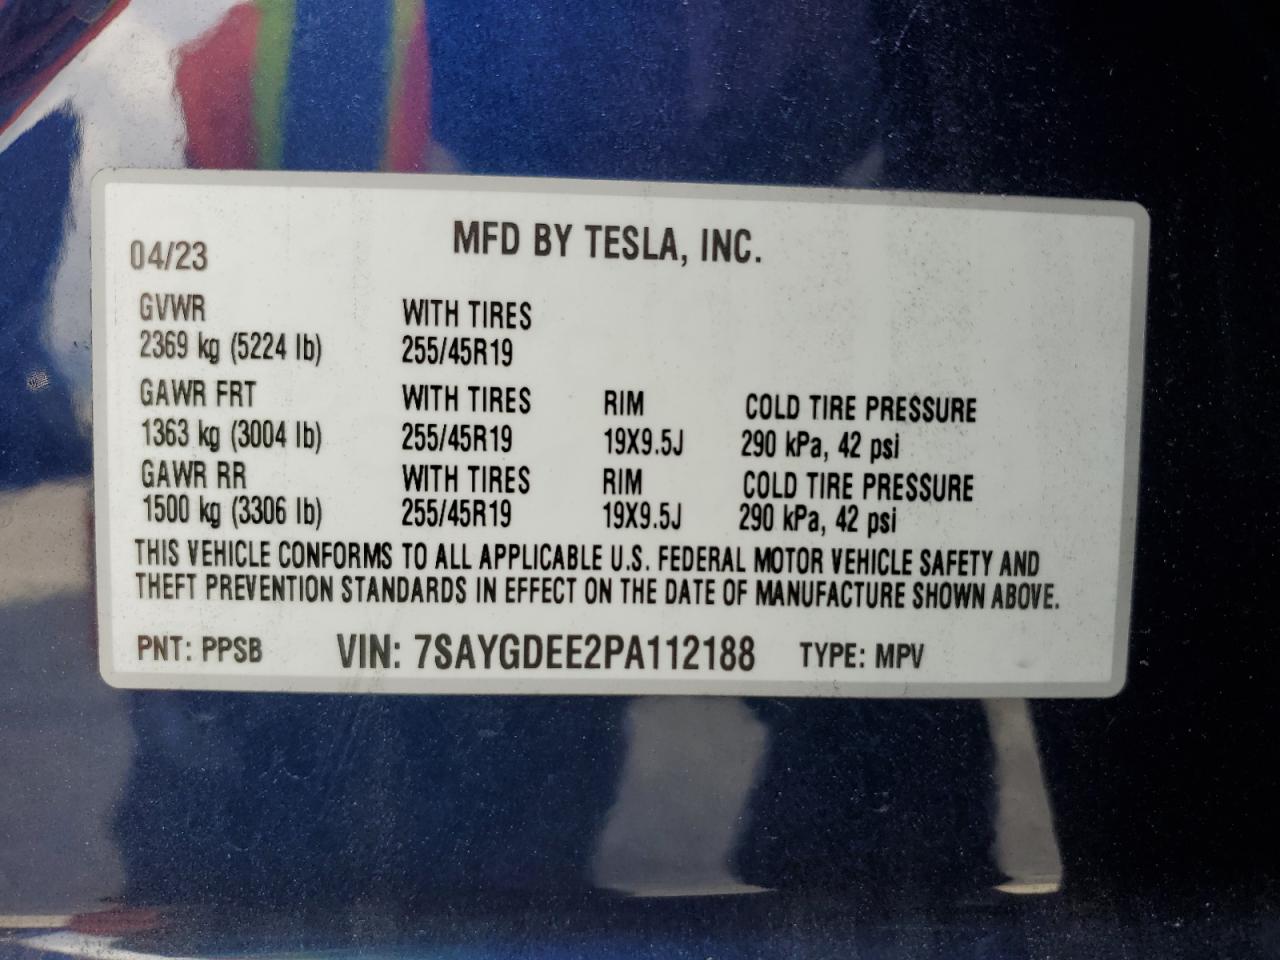 MFD BY TESLA, INC.
04/23
GVWR WITH TIRES
2369 kg (5224 lb) 255/45R19
GAWR FRT WITH TIRES RIM COLD TIRE PRESSURE
1363 kg (3004 lb) 255/45R19 19X9.5J 290 kPa, 42 psi
GAWR RR WITH TIRES RIM COLD TIRE PRESSURE
1500 kg (3306 lb) 255/45R19 19X9.5J 290 kPa, 42 psi
THIS VEHICLE CONFORMS TO ALL APPLICABLE U.S. FEDERAL MOTOR VEHICLE SAFETY AND
THEFT PREVENTION STANDARDS IN EFFECT ON THE DATE OF MANUFACTURE SHOWN ABOVE.
PNT: PPSB VIN: 7SAYGDEE2PA112188 TYPE: MPV